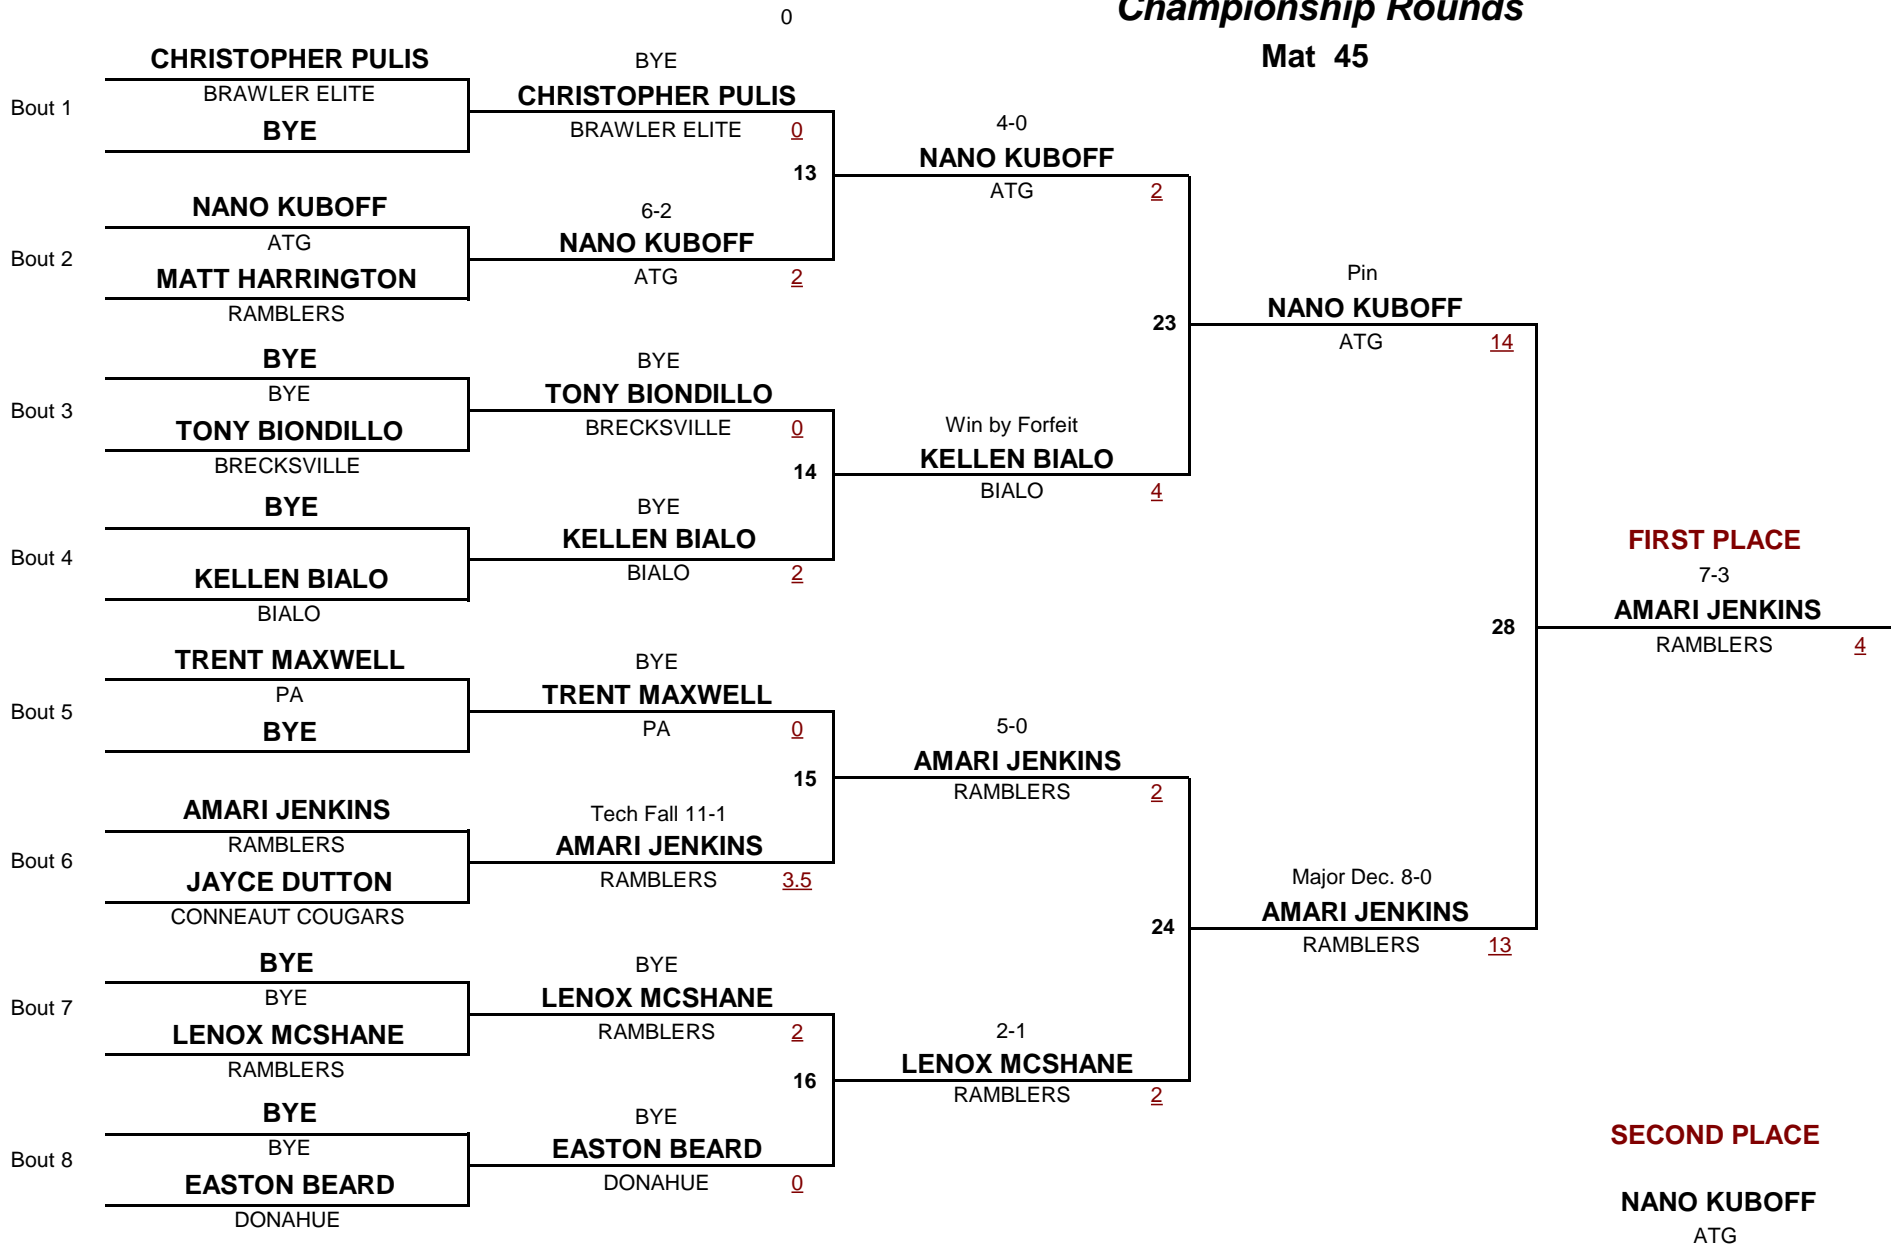 Championship Rounds
Mat 45
0
CHRISTOPHER PULIS
BRAWLER ELITE
Bout 1
BYE
NANO KUBOFF
ATG
Bout 2
MATT HARRINGTON
RAMBLERS
BYE
BYE
Bout 3
TONY BIONDILLO
BRECKSVILLE
BYE
Bout 4
KELLEN BIALO
BIALO
TRENT MAXWELL
PA
Bout 5
BYE
AMARI JENKINS
RAMBLERS
Bout 6
JAYCE DUTTON
CONNEAUT COUGARS
BYE
BYE
Bout 7
LENOX MCSHANE
RAMBLERS
BYE
BYE
Bout 8
EASTON BEARD
DONAHUE
BYE
CHRISTOPHER PULIS
BRAWLER ELITE 0
13
6-2
NANO KUBOFF
ATG 2
BYE
TONY BIONDILLO
BRECKSVILLE 0
14
BYE
KELLEN BIALO
BIALO 2
BYE
TRENT MAXWELL
PA 0
15
Tech Fall 11-1
AMARI JENKINS
RAMBLERS 3.5
BYE
LENOX MCSHANE
RAMBLERS 2
16
BYE
EASTON BEARD
DONAHUE 0
4-0
NANO KUBOFF
ATG 2
23
Win by Forfeit
KELLEN BIALO
BIALO 4
5-0
AMARI JENKINS
RAMBLERS 2
24
2-1
LENOX MCSHANE
RAMBLERS 2
Pin
NANO KUBOFF
ATG 14
28
Major Dec. 8-0
AMARI JENKINS
RAMBLERS 13
FIRST PLACE
7-3
AMARI JENKINS
RAMBLERS 4
SECOND PLACE
NANO KUBOFF
ATG